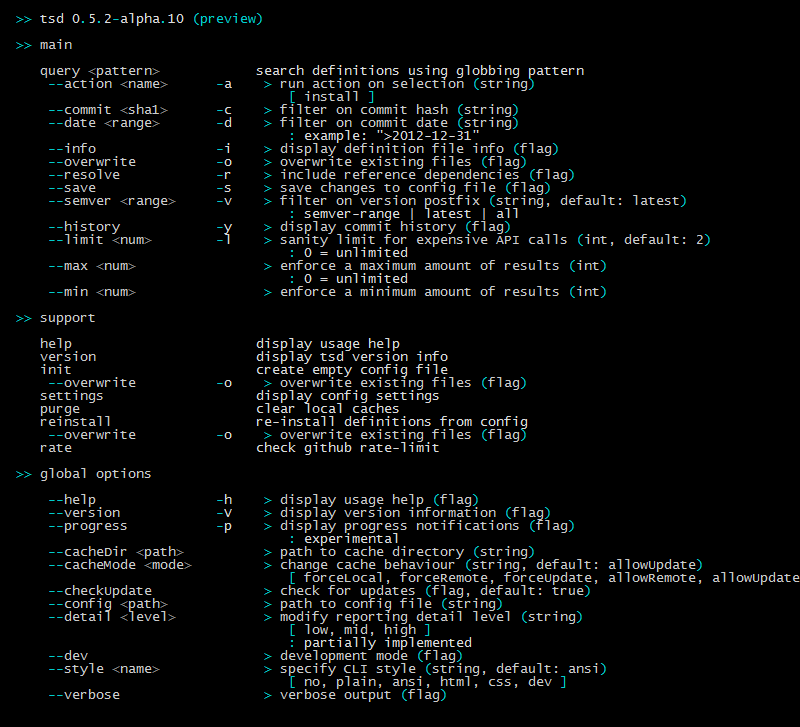 >> tsd 0.5.2-alpha.10 (preview)
>> main
query <pattern> search definitions using globbing pattern
--action <name> -a > run action on selection (string)
[ install ]
--commit <sha1> -c > filter on commit hash (string)
--date <range> -d > filter on commit date (string)
: example: ">2012-12-31"
--info -i > display definition file info (flag)
--overwrite -o > overwrite existing files (flag)
--resolve -r > include reference dependencies (flag)
--save -s > save changes to config file (flag)
--semver <range> -v > filter on version postfix (string, default: latest)
: semver-range | latest | all
--history -y > display commit history (flag)
--limit <num> -l > sanity limit for expensive API calls (int, default: 2)
: 0 = unlimited
--max <num> > enforce a maximum amount of results (int)
: 0 = unlimited
--min <num> > enforce a minimum amount of results (int)
>> support
help display usage help
version display tsd version info
init create empty config file
--overwrite -o > overwrite existing files (flag)
settings display config settings
purge clear local caches
reinstall re-install definitions from config
--overwrite -o > overwrite existing files (flag)
rate check github rate-limit
>> global options
--help -h > display usage help (flag)
--version -V > display version information (flag)
--progress -p > display progress notifications (flag)
: experimental
--cacheDir <path> > path to cache directory (string)
--cacheMode <mode> > change cache behaviour (string, default: allowUpdate)
[ forceLocal, forceRemote, forceUpdate, allowRemote, allowUpdate
--checkUpdate > check for updates (flag, default: true)
--config <path> > path to config file (string)
--detail <level> > modify reporting detail level (string)
[ low, mid, high ]
: partially implemented
--dev > development mode (flag)
--style <name> > specify CLI style (string, default: ansi)
[ no, plain, ansi, html, css, dev ]
--verbose > verbose output (flag)